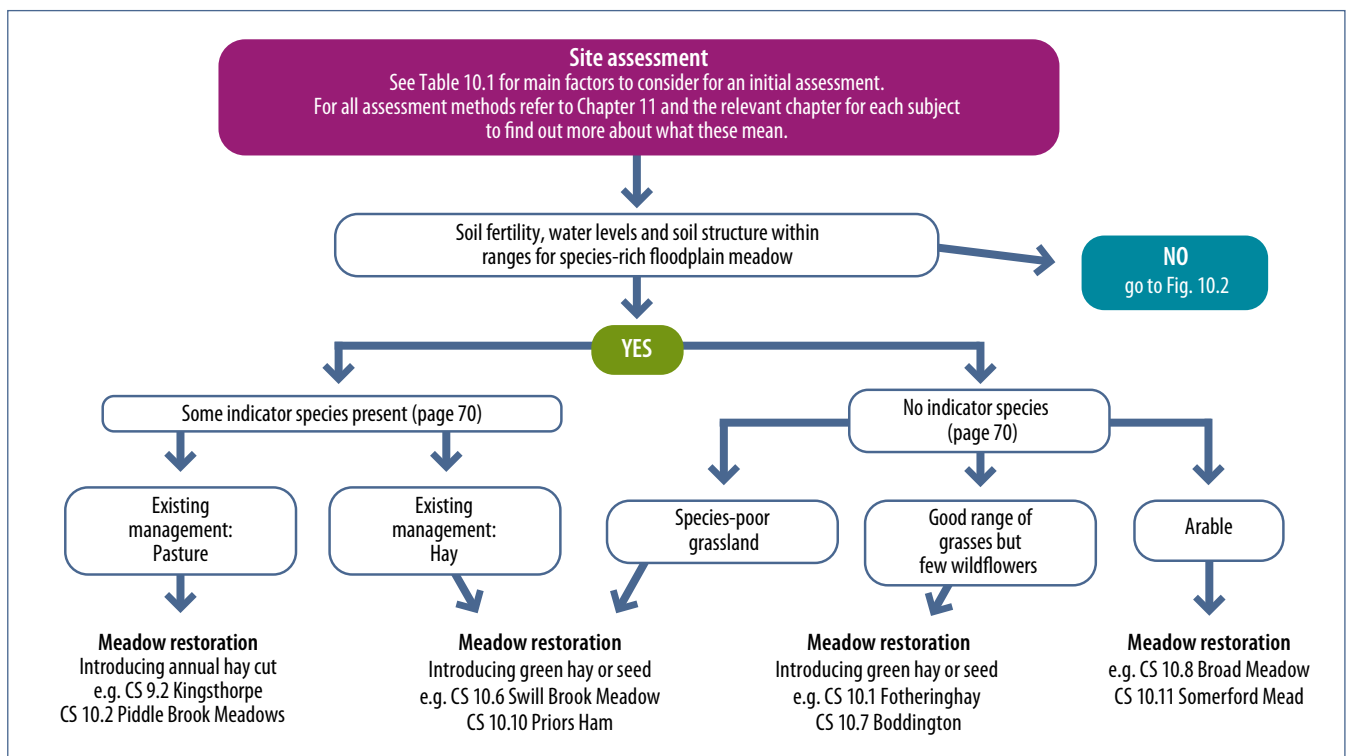 Site assessment
See Table 10.1 for main factors to consider for an initial assessment.
For all assessment methods refer to Chapter 11 and the relevant chapter for each subject
to find out more about what these mean.
Soil fertility, water levels and soil structure within
ranges for species-rich floodplain meadow
NO
go to Fig. 10.2
YES
Some indicator species present (page 70)
No indicator species
(page 70)
Existing
management:
Pasture
Existing
management:
Hay
Species-poor
grassland
Good range of
grasses but
few wildflowers
Arable
Meadow restoration
Introducing annual hay cut
e.g. CS 9.2 Kingsthorpe
CS 10.2 Piddle Brook Meadows
Meadow restoration
Introducing green hay or seed
e.g. CS 10.6 Swill Brook Meadow
CS 10.10 Priors Ham
Meadow restoration
Introducing green hay or seed
e.g. CS 10.1 Fotheringhay
CS 10.7 Boddington
Meadow restoration
e.g. CS 10.8 Broad Meadow
CS 10.11 Somerford Mead